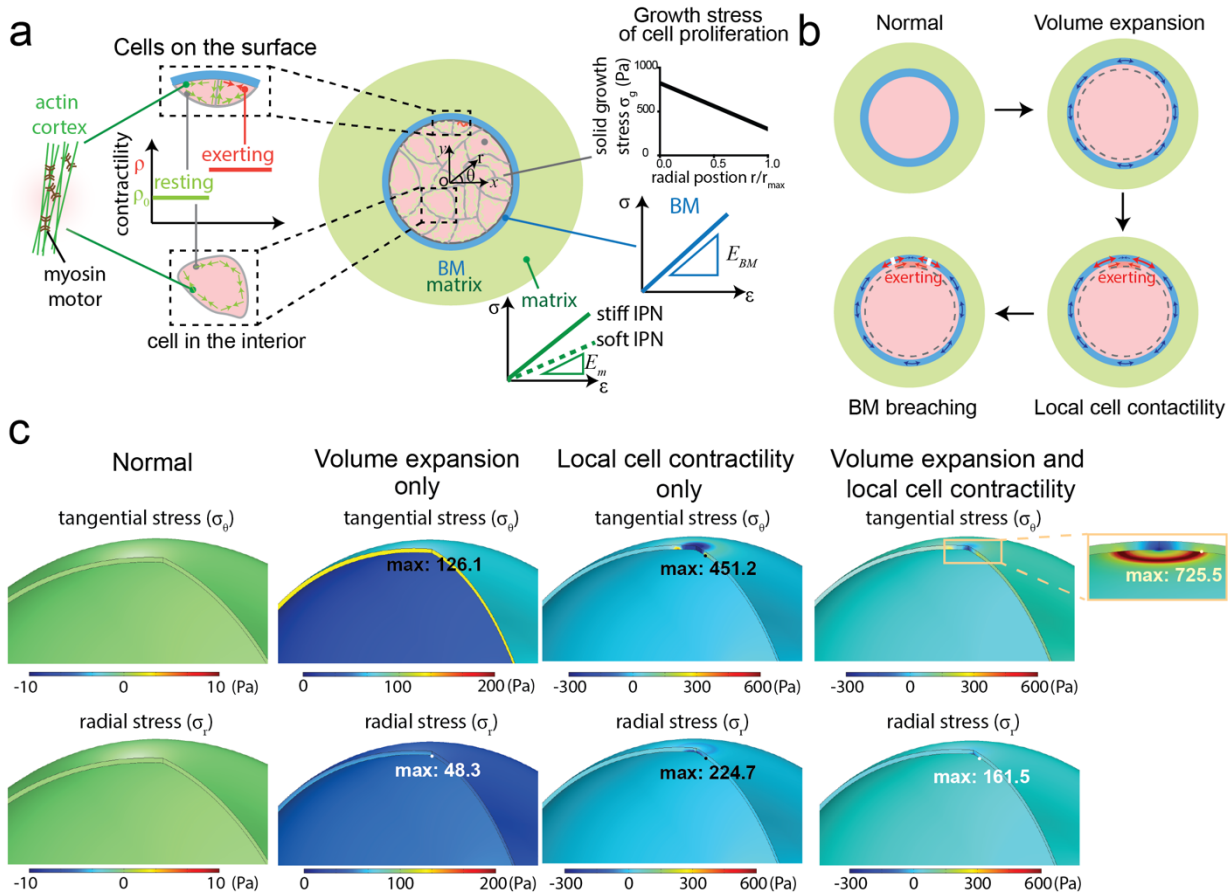 a
Cells on the surface
actin
cortex
myosin
motor
contractility
ρ
ρ₀
exerting
resting
cell in the interior
y
r
θ
o
x
BM
matrix
matrix
Growth stress
of cell proliferation
solid growth
stress σg (Pa)
1000
500
0
0.0
0.5
1.0
radial postion r/rmax
σ
BM
EBM
ε
σ
stiff IPN
soft IPN
Em
ε
b
Normal
Volume expansion
exerting
exerting
BM breaching
Local cell contactility
c
Normal
Volume expansion
only
Local cell contractility
only
Volume expansion and
local cell contractility
tangential stress (σθ)
tangential stress (σθ)
tangential stress (σθ)
tangential stress (σθ)
max: 126.1
max: 451.2
max: 725.5
-10 0 10 (Pa)
0 100 200 (Pa)
-300 0 300 600 (Pa)
-300 0 300 600 (Pa)
radial stress (σr)
radial stress (σr)
radial stress (σr)
radial stress (σr)
max: 48.3
max: 224.7
max: 161.5
-10 0 10 (Pa)
0 100 200 (Pa)
-300 0 300 600 (Pa)
-300 0 300 600 (Pa)